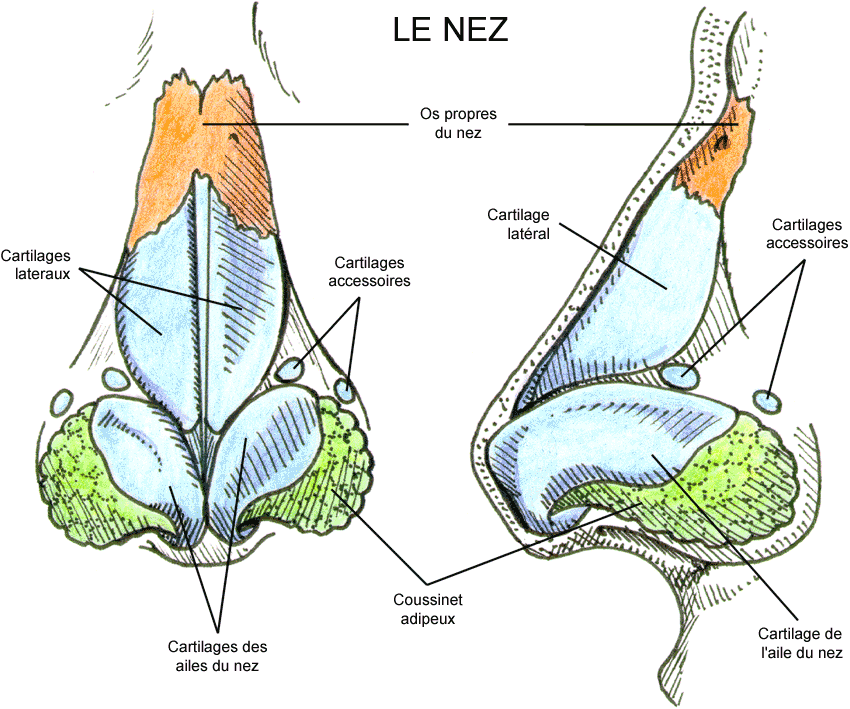 LE NEZ
Os propres
du nez
Cartilage
latéral
Cartilages
accessoires
Cartilages
lateraux
Cartilages
accessoires
Coussinet
adipeux
Cartilages des
ailes du nez
Cartilage de
l'aile du nez